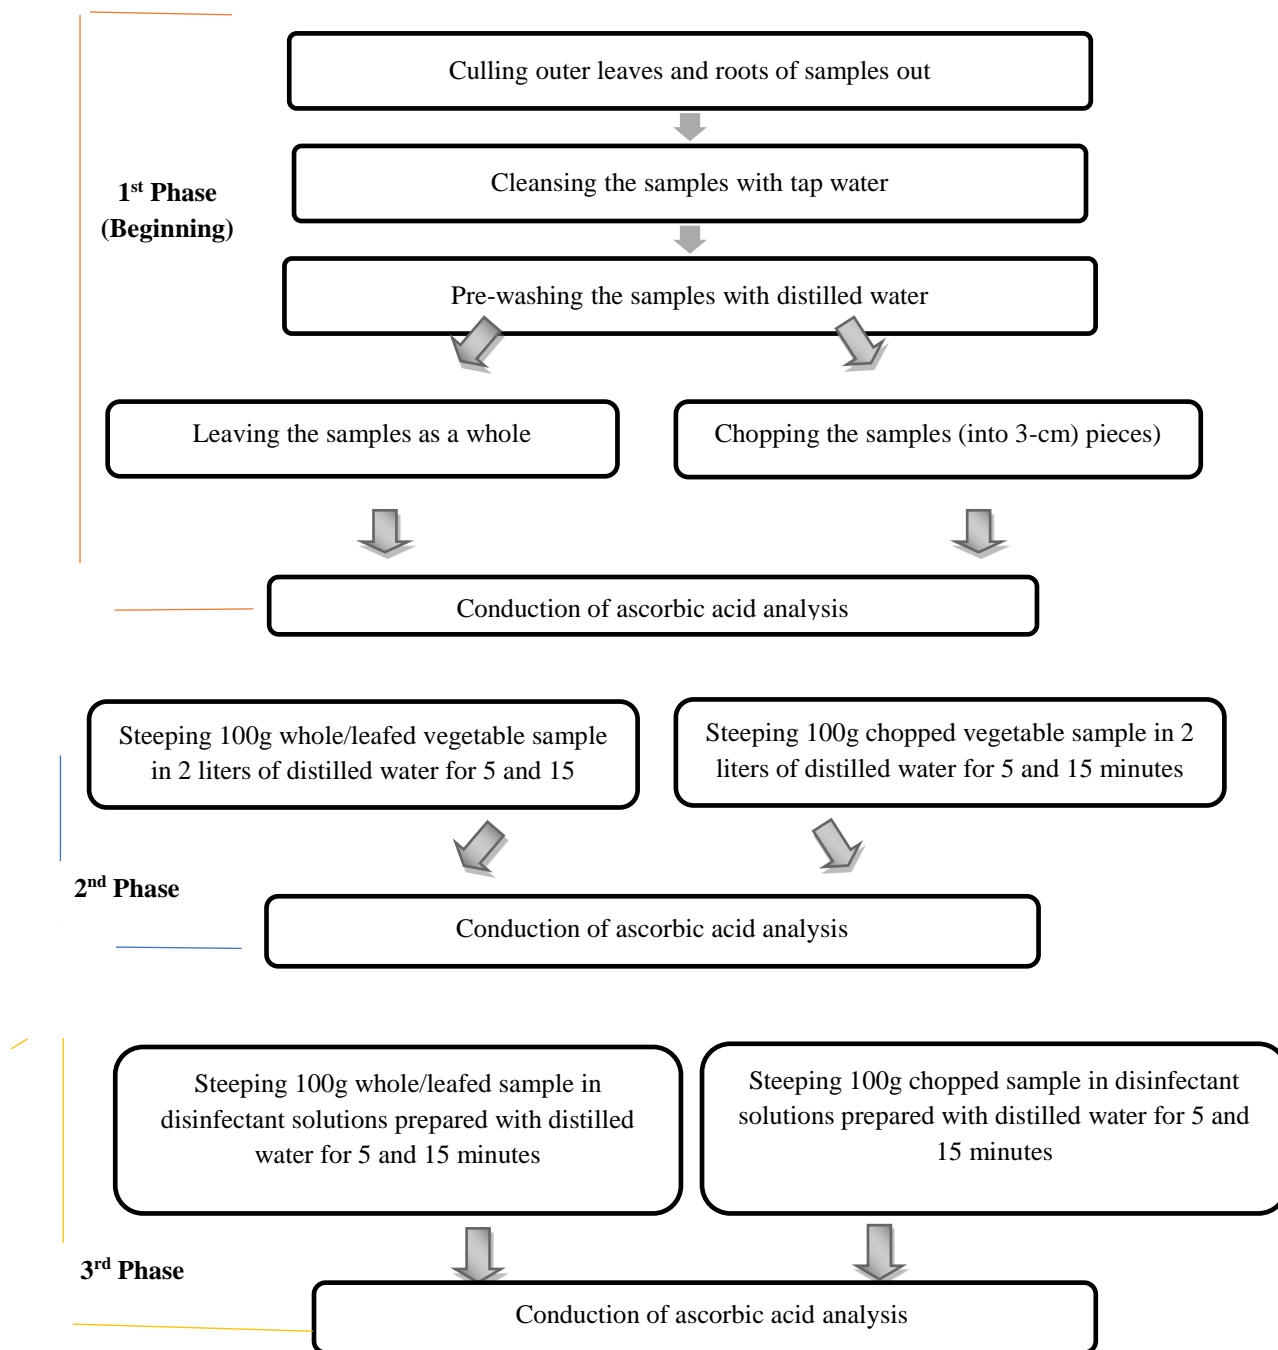 Culling outer leaves and roots of samples out
Cleansing the samples with tap water
1st Phase
(Beginning)
Pre-washing the samples with distilled water
Leaving the samples as a whole
Chopping the samples (into 3-cm) pieces)
Conduction of ascorbic acid analysis
Steeping 100g whole/leafed vegetable sample
in 2 liters of distilled water for 5 and 15
Steeping 100g chopped vegetable sample in 2
liters of distilled water for 5 and 15 minutes
2nd Phase
Conduction of ascorbic acid analysis
Steeping 100g whole/leafed sample in
disinfectant solutions prepared with distilled
water for 5 and 15 minutes
Steeping 100g chopped sample in disinfectant
solutions prepared with distilled water for 5 and
15 minutes
3rd Phase
Conduction of ascorbic acid analysis